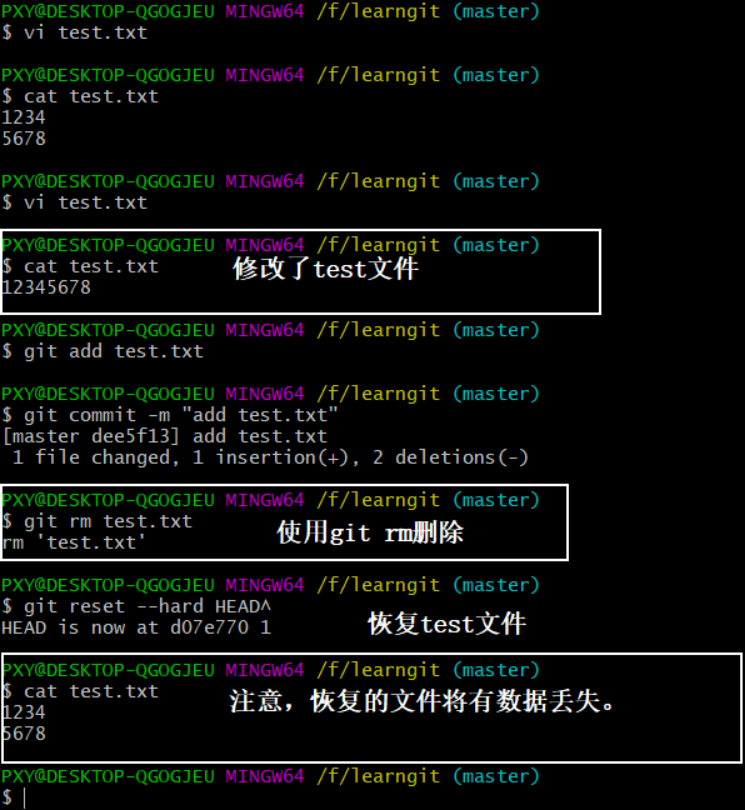 PXY@DESKTOP-QGOGJEU MINGW64 /f/learngit (master)
$ vi test.txt
PXY@DESKTOP-QGOGJEU MINGW64 /f/learngit (master)
$ cat test.txt
1234
5678
PXY@DESKTOP-QGOGJEU MINGW64 /f/learngit (master)
$ vi test.txt
PXY@DESKTOP-QGOGJEU MINGW64 /f/learngit (master)
$ cat test.txt 修改了test文件
12345678
PXY@DESKTOP-QGOGJEU MINGW64 /f/learngit (master)
$ git add test.txt
PXY@DESKTOP-QGOGJEU MINGW64 /f/learngit (master)
$ git commit -m "add test.txt"
[master dee5f13] add test.txt
1 file changed, 1 insertion(+), 2 deletions(-)
PXY@DESKTOP-QGOGJEU MINGW64 /f/learngit (master)
$ git rm test.txt 使用git rm删除
rm 'test.txt'
PXY@DESKTOP-QGOGJEU MINGW64 /f/learngit (master)
$ git reset --hard HEAD^
HEAD is now at d07e770 1 恢复test文件
PXY@DESKTOP-QGOGJEU MINGW64 /f/learngit (master)
$ cat test.txt 注意，恢复的文件将有数据丢失。
1234
5678
PXY@DESKTOP-QGOGJEU MINGW64 /f/learngit (master)
$